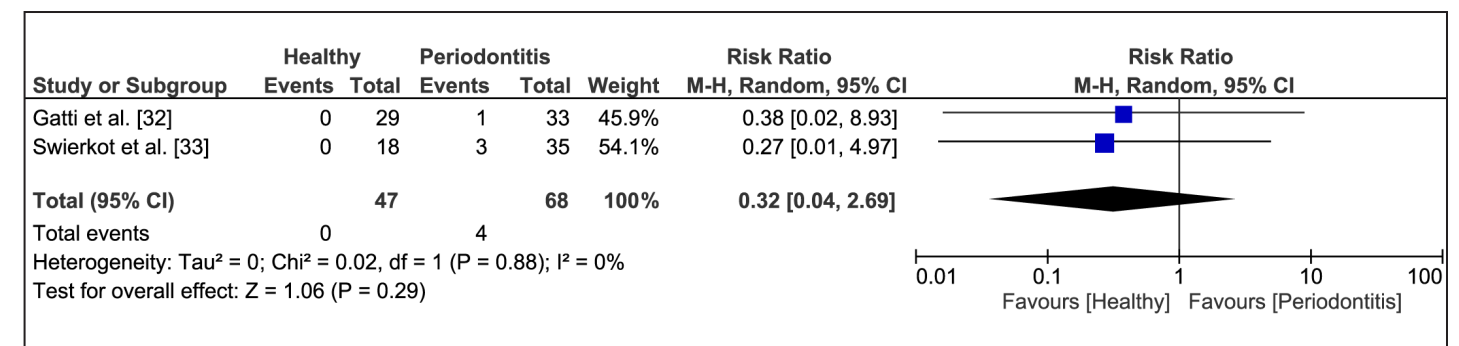 Healthy Periodontitis Risk Ratio Risk Ratio
Study or Subgroup Events Total Events Total Weight M-H, Random, 95% CI M-H, Random, 95% CI
Gatti et al. [32] 0 29 1 33 45.9% 0.38 [0.02, 8.93]
Swierkot et al. [33] 0 18 3 35 54.1% 0.27 [0.01, 4.97]
Total (95% CI) 47 68 100% 0.32 [0.04, 2.69]
Total events 0 4
Heterogeneity: Tau² = 0; Chi² = 0.02, df = 1 (P = 0.88); I² = 0%
Test for overall effect: Z = 1.06 (P = 0.29)
0.01 0.1 1 10 100
Favours [Healthy] Favours [Periodontitis]